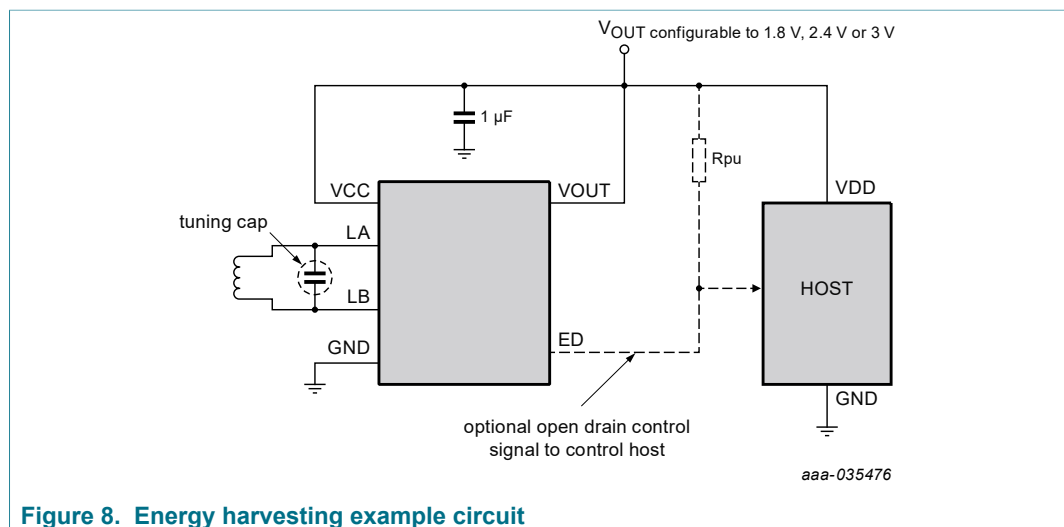 VOUT configurable to 1.8 V, 2.4 V or 3 V
1 µF
Rpu
VCC
VOUT
VDD
tuning cap
LA
LB
HOST
GND
ED
GND
optional open drain control
signal to control host
aaa-035476
Figure 8. Energy harvesting example circuit